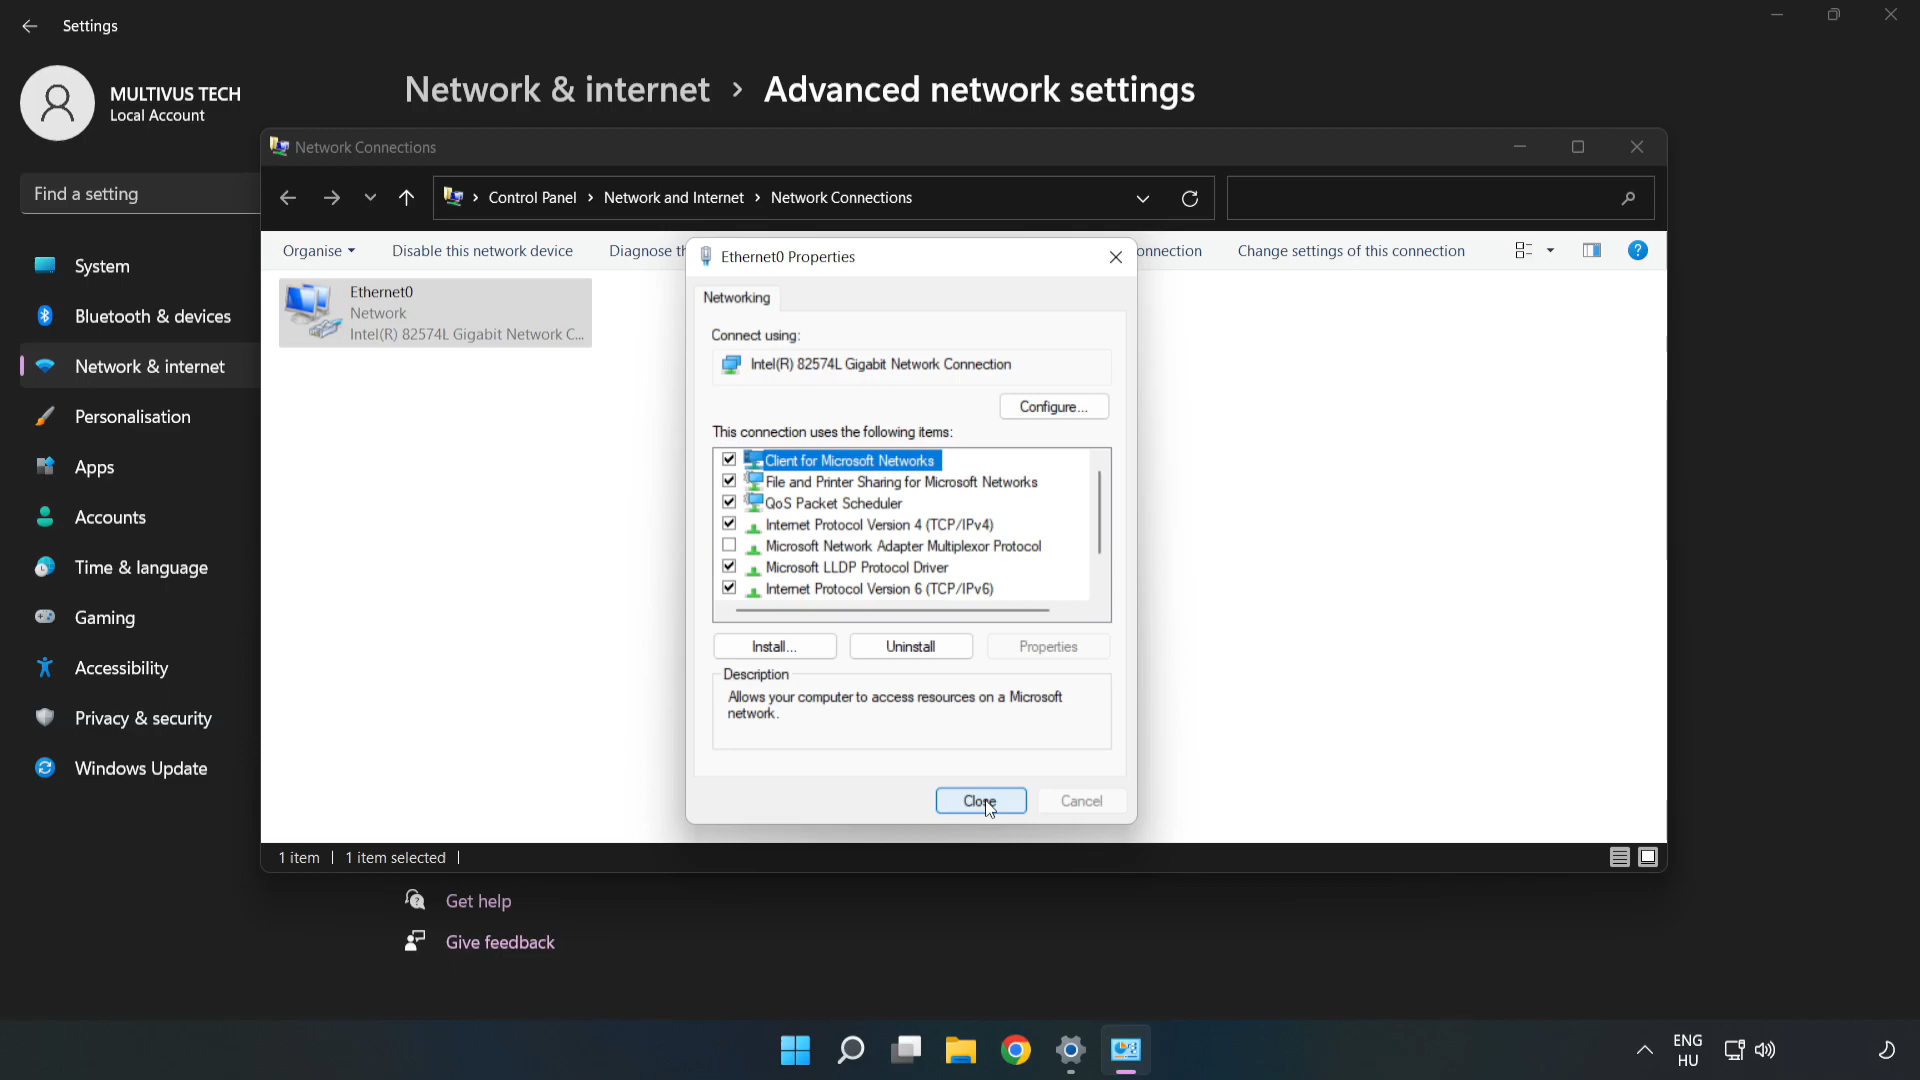 Settings
MULTIVUS TECH
Local Account
Network & internet › Advanced network settings
Find a setting
System
Bluetooth & devices
Network & internet
Personalisation
Apps
Accounts
Time & language
Gaming
Accessibility
Privacy & security
Windows Update
Network Connections
Control Panel › Network and Internet › Network Connections
Organise
Disable this network device
Diagnose th
onnection
Change settings of this connection
Ethernet0
Network
Intel(R) 82574L Gigabit Network C...
Ethernet0 Properties
Networking
Connect using:
Intel(R) 82574L Gigabit Network Connection
Configure...
This connection uses the following items:
Client for Microsoft Networks
File and Printer Sharing for Microsoft Networks
QoS Packet Scheduler
Internet Protocol Version 4 (TCP/IPv4)
Microsoft Network Adapter Multiplexor Protocol
Microsoft LLDP Protocol Driver
Internet Protocol Version 6 (TCP/IPv6)
Install...
Uninstall
Properties
Description
Allows your computer to access resources on a Microsoft
network.
Close
Cancel
1 item
1 item selected
Get help
Give feedback
ENG
HU